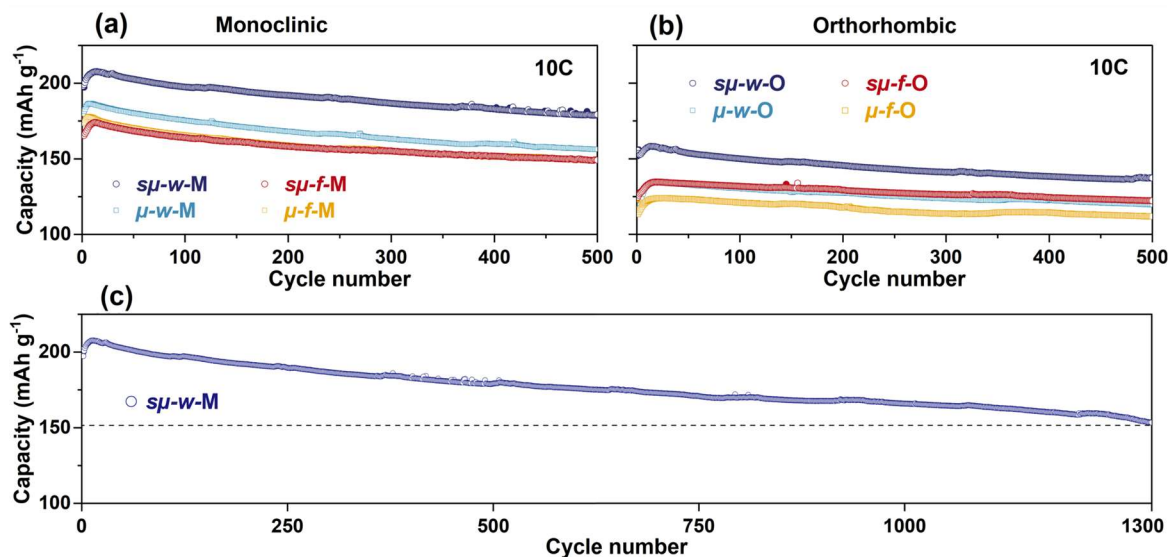 (a) Monoclinic
10C
Capacity (mAh g⁻¹)
200
150
100
sμ-w-M sμ-f-M
μ-w-M μ-f-M
0 100 200 300 400 500
Cycle number
(b) Orthorhombic
10C
sμ-w-O sμ-f-O
μ-w-O μ-f-O
0 100 200 300 400 500
Cycle number
(c)
Capacity (mAh g⁻¹)
200
150
100
sμ-w-M
0 250 500 750 1000 1300
Cycle number